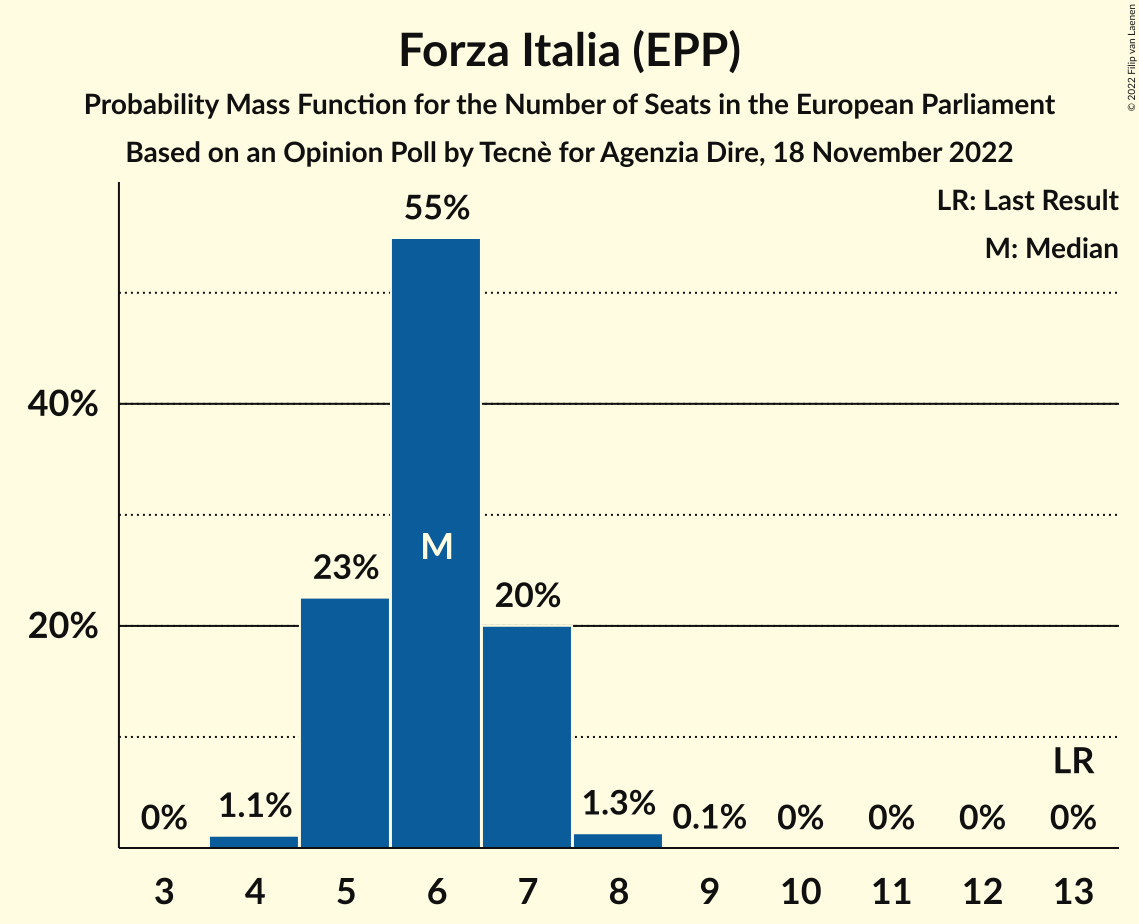 Forza Italia (EPP)
Probability Mass Function for the Number of Seats in the European Parliament
Based on an Opinion Poll by Tecnè for Agenzia Dire, 18 November 2022
© 2022 Filip van Laenen
LR: Last Result
M: Median
55%
40%
M
23%
20%
20%
LR
0%
1.1%
1.3%
0.1%
0%
0%
0%
0%
3 4 5 6 7 8 9 10 11 12 13